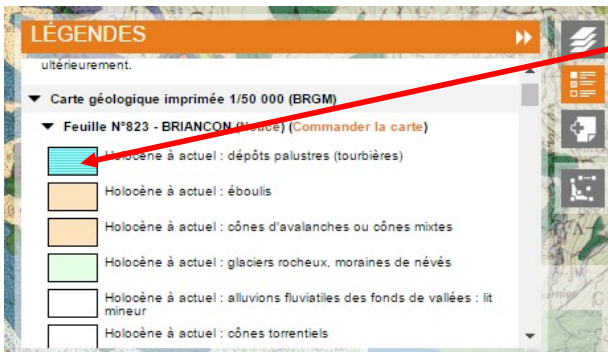 LÉGENDES
ultérieurement.
Carte géologique imprimée 1/50 000 (BRGM)
Feuille N°823 - BRIANCON (Notice) (Commander la carte)
Holocène à actuel : dépôts palustres (tourbières)
Holocène à actuel : éboulis
Holocène à actuel : cônes d'avalanches ou cônes mixtes
Holocène à actuel : glaciers rocheux, moraines de névés
Holocène à actuel : alluvions fluviatiles des fonds de vallées : lit
mineur
Holocène à actuel : cônes torrentiels